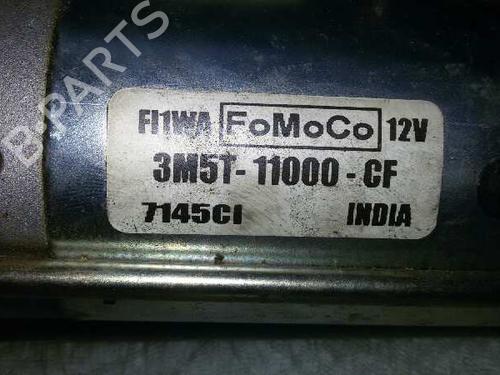 B-PARTS
FI1WA FoMoCo 12V
3M5T-11000-CF
7145CI INDIA